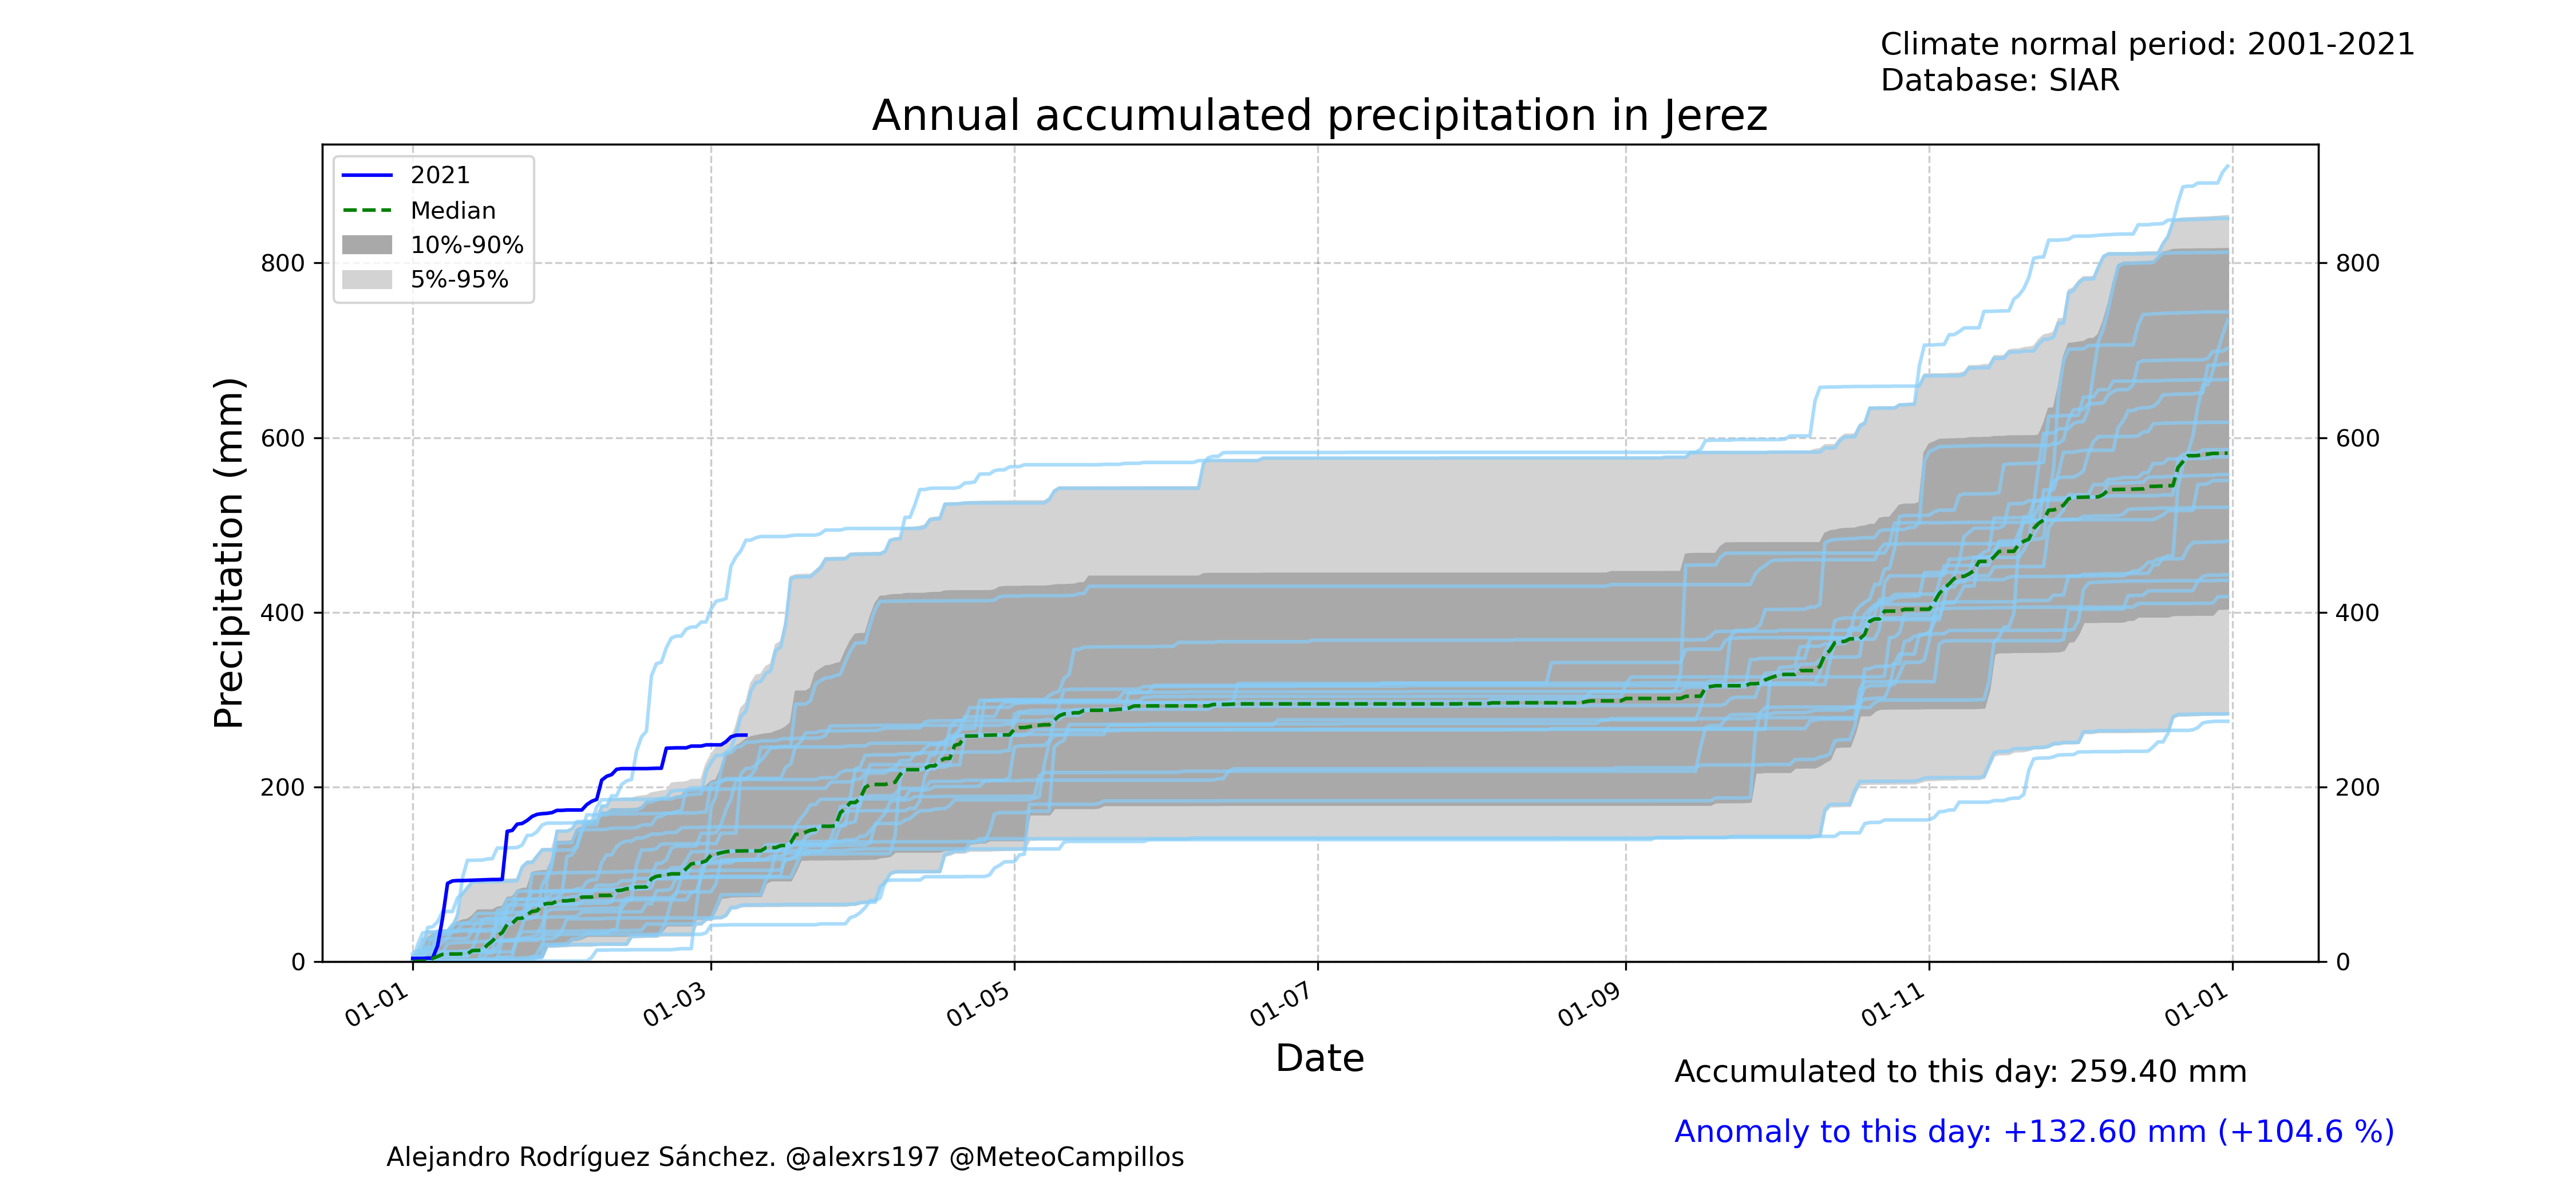 Climate normal period: 2001-2021
Database: SIAR
Annual accumulated precipitation in Jerez
2021
Median
10%-90%
5%-95%
Precipitation (mm)
800
600
400
200
0
800
600
400
200
0
01-01
01-03
01-05
01-07
01-09
01-11
01-01
Date
Accumulated to this day: 259.40 mm
Anomaly to this day: +132.60 mm (+104.6 %)
Alejandro Rodríguez Sánchez. @alexrs197 @MeteoCampillos